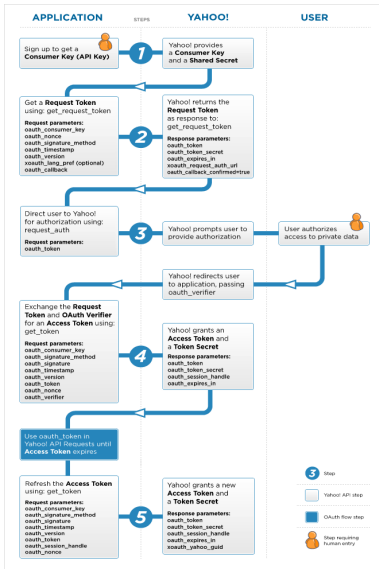 APPLICATION
STEPS
YAHOO!
USER
Sign up to get a
Consumer Key (API Key)
1
Yahoo! provides
a Consumer Key
and a Shared Secret
Get a Request Token
using: get_request_token
Request parameters:
oauth_consumer_key
oauth_nonce
oauth_signature_method
oauth_timestamp
oauth_version
xoauth_lang_pref (optional)
oauth_callback
2
Yahoo! returns the
Request Token
as response to:
get_request_token
Response parameters:
oauth_token
oauth_token_secret
oauth_expires_in
xoauth_request_auth_url
oauth_callback_confirmed=true
Direct user to Yahoo!
for authorization using:
request_auth
Request parameters:
oauth_token
3
Yahoo! prompts user to
provide authorization
User authorizes
access to private data
Yahoo! redirects user
to application, passing
oauth_verifier
Exchange the Request
Token and OAuth Verifier
for an Access Token using:
get_token
Request parameters:
oauth_consumer_key
oauth_signature_method
oauth_signature
oauth_timestamp
oauth_version
oauth_token
oauth_nonce
oauth_verifier
4
Yahoo! grants an
Access Token and
a Token Secret
Response parameters:
oauth_token
oauth_token_secret
oauth_session_handle
oauth_expires_in
Use oauth_token in
Yahoo! API Requests until
Access Token expires
Refresh the Access Token
using: get_token
Request parameters:
oauth_consumer_key
oauth_signature_method
oauth_signature
oauth_timestamp
oauth_version
oauth_token
oauth_session_handle
oauth_nonce
5
Yahoo! grants a new
Access Token and
a Token Secret
Response parameters:
oauth_token
oauth_token_secret
oauth_session_handle
oauth_expires_in
xoauth_yahoo_guid
3 Step
Yahoo! API step
OAuth flow step
Step requiring
human entry